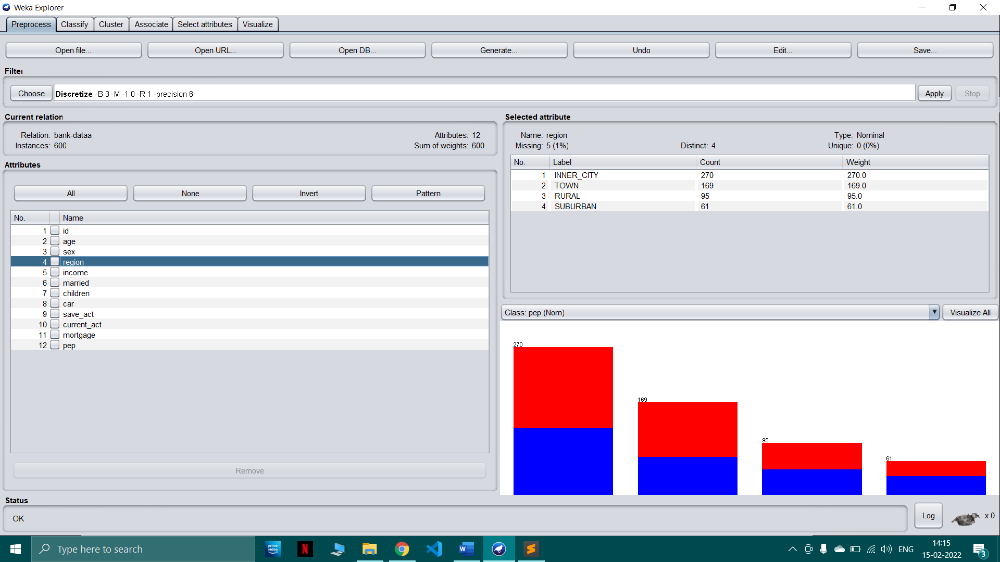 Weka Explorer
Preprocess Classify Cluster Associate Select attributes Visualize
Open file... Open URL... Open DB... Generate... Undo Edit... Save...
Filter
Choose Discretize -B 3 -M -1.0 -R 1 -precision 6 Apply Stop
Current relation
Relation: bank-dataa Attributes: 12
Instances: 600 Sum of weights: 600
Attributes
All None Invert Pattern
No. Name
1 id
2 age
3 sex
4 region
5 income
6 married
7 children
8 car
9 save_act
10 current_act
11 mortgage
12 pep
Remove
Selected attribute
Name: region Type: Nominal
Missing: 5 (1%) Distinct: 4 Unique: 0 (0%)
No. Label Count Weight
1 INNER_CITY 270 270.0
2 TOWN 169 169.0
3 RURAL 95 95.0
4 SUBURBAN 61 61.0
Class: pep (Nom) Visualize All
270
169
95
61
Status
OK
Log x 0
Type here to search
prime video
N
W
S
ENG
14:15
15-02-2022
3